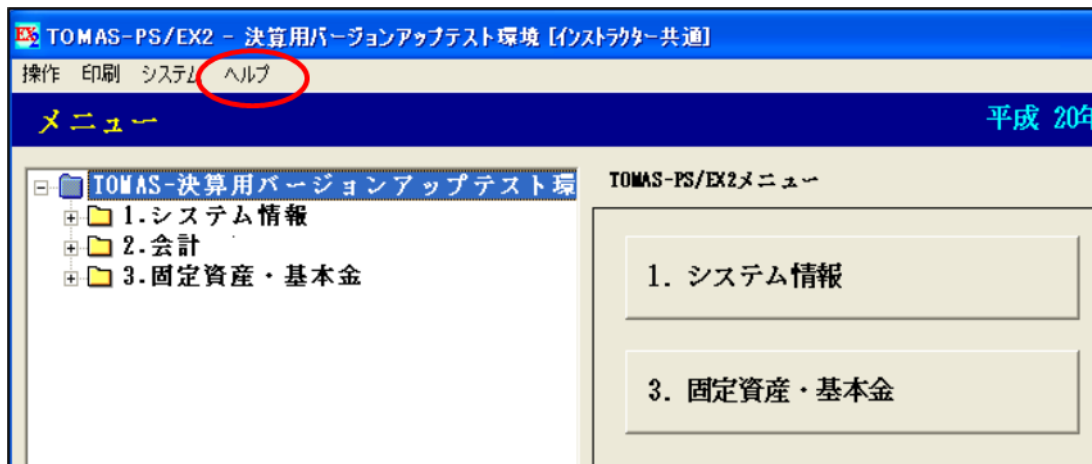 TOMAS-PS/EX2 - 決算用バージョンアップテスト環境 [インストラクター共通]
操作 印刷 システム ヘルプ
メニュー
平成 20年
TOMAS-決算用バージョンアップテスト環
1.システム情報
2.会計
3.固定資産・基本金
TOMAS-PS/EX2メニュー
1. システム情報
3. 固定資産・基本金